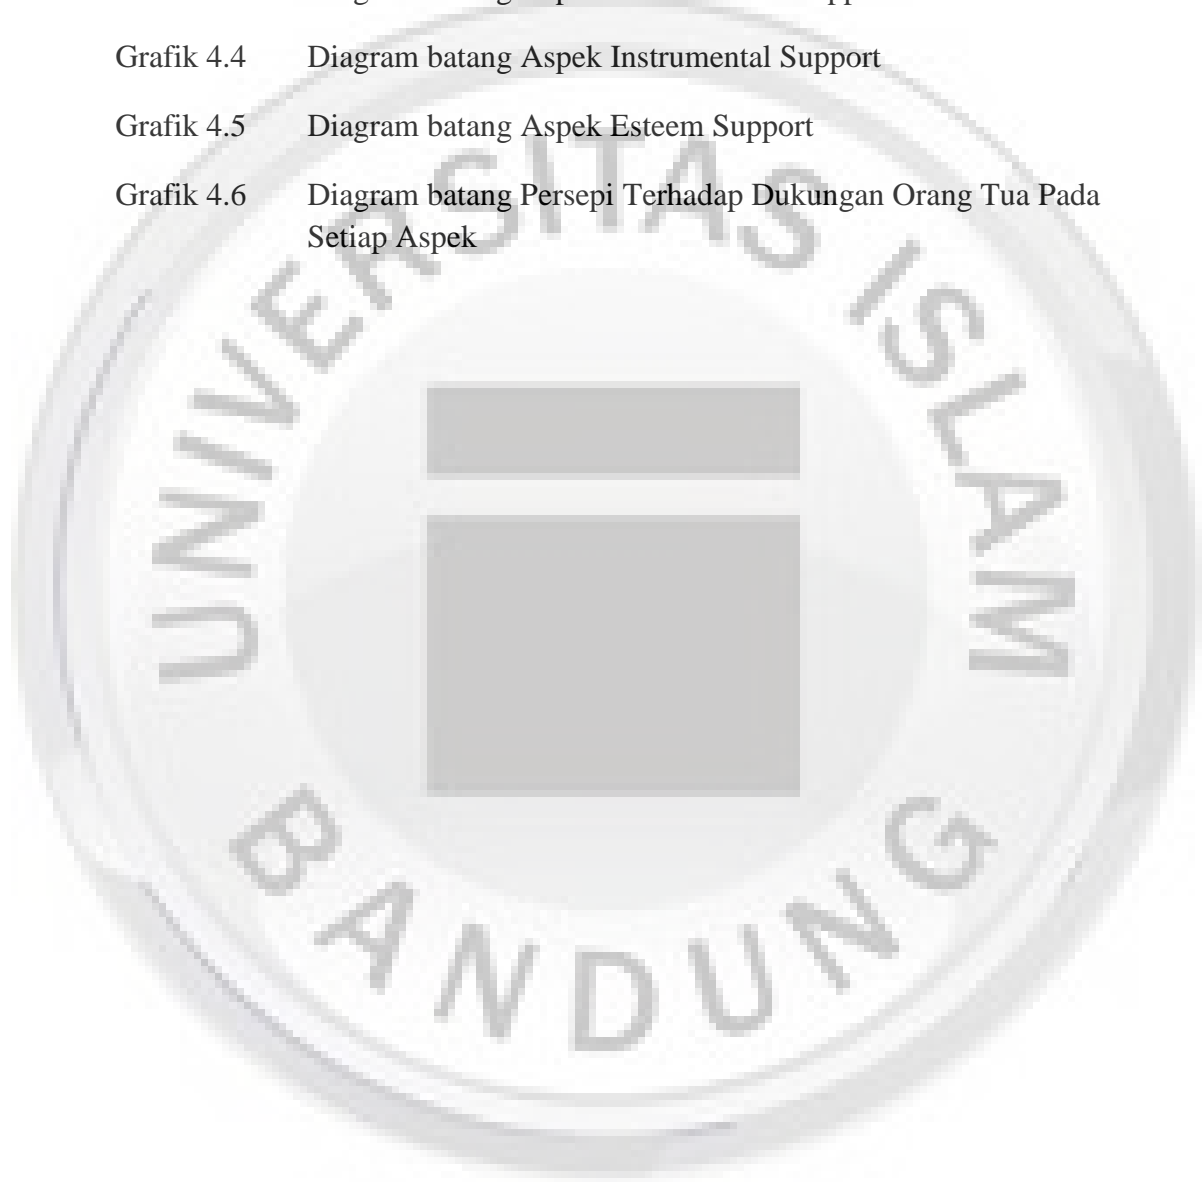 Grafik 4.4 Diagram batang Aspek Instrumental Support
Grafik 4.5 Diagram batang Aspek Esteem Support
Grafik 4.6 Diagram batang Persepi Terhadap Dukungan Orang Tua Pada
Setiap Aspek
UNIVERSITAS ISLAM
BANDUNG